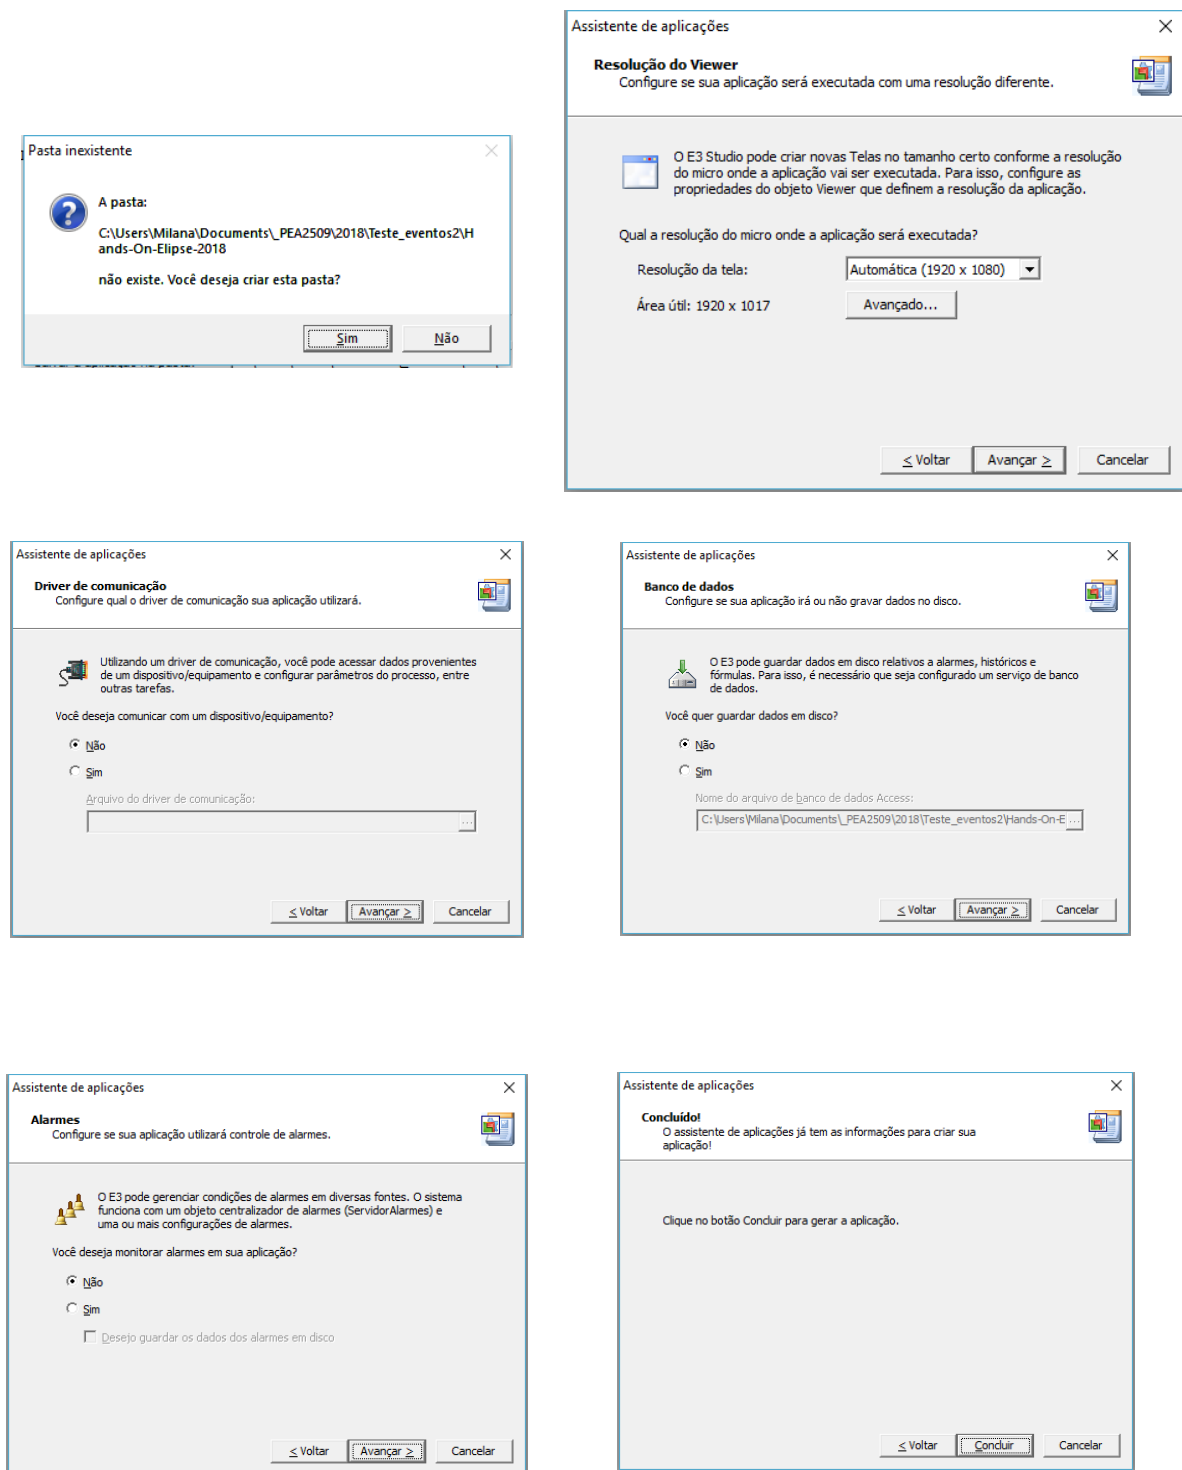 Pasta inexistente
A pasta:
C:\Users\Milana\Documents\_PEA2509\2018\Teste_eventos2\H
ands-On-Elipse-2018
não existe. Você deseja criar esta pasta?
Sim
Não
Assistente de aplicações
Resolução do Viewer
Configure se sua aplicação será executada com uma resolução diferente.
O E3 Studio pode criar novas Telas no tamanho certo conforme a resolução
do micro onde a aplicação vai ser executada. Para isso, configure as
propriedades do objeto Viewer que definem a resolução da aplicação.
Qual a resolução do micro onde a aplicação será executada?
Resolução da tela:
Automática (1920 x 1080)
Área útil: 1920 x 1017
Avançado...
< Voltar
Avançar >
Cancelar
Assistente de aplicações
Driver de comunicação
Configure qual o driver de comunicação sua aplicação utilizará.
Utilizando um driver de comunicação, você pode acessar dados provenientes
de um dispositivo/equipamento e configurar parâmetros do processo, entre
outras tarefas.
Você deseja comunicar com um dispositivo/equipamento?
Não
Sim
Arquivo do driver de comunicação:
...
< Voltar
Avançar >
Cancelar
Assistente de aplicações
Banco de dados
Configure se sua aplicação irá ou não gravar dados no disco.
O E3 pode guardar dados em disco relativos a alarmes, históricos e
fórmulas. Para isso, é necessário que seja configurado um serviço de banco
de dados.
Você quer guardar dados em disco?
Não
Sim
Nome do arquivo de banco de dados Access:
C:\Users\Milana\Documents\_PEA2509\2018\Teste_eventos2\Hands-On-E ...
< Voltar
Avançar >
Cancelar
Assistente de aplicações
Alarmes
Configure se sua aplicação utilizará controle de alarmes.
O E3 pode gerenciar condições de alarmes em diversas fontes. O sistema
funciona com um objeto centralizador de alarmes (ServidorAlarmes) e
uma ou mais configurações de alarmes.
Você deseja monitorar alarmes em sua aplicação?
Não
Sim
Desejo guardar os dados dos alarmes em disco
< Voltar
Avançar >
Cancelar
Assistente de aplicações
Concluído!
O assistente de aplicações já tem as informações para criar sua
aplicação!
Clique no botão Concluir para gerar a aplicação.
< Voltar
Concluir
Cancelar